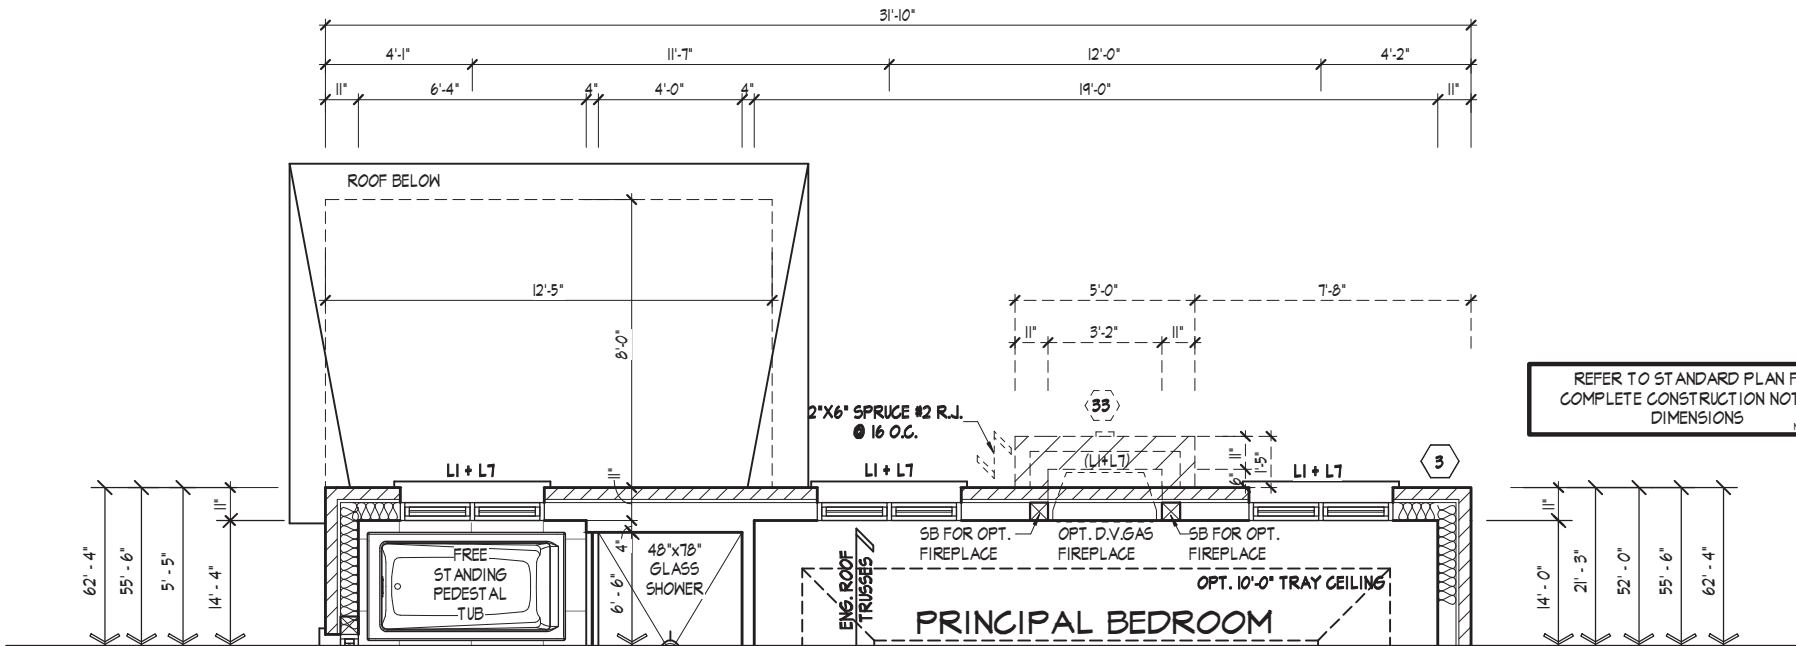 31'-10"
4'-1"
11'-7"
12'-0"
4'-2"
11"
6'-4"
4"
4'-0"
4"
19'-0"
11"
ROOF BELOW
12'-5"
8'-0"
5'-0"
7'-8"
11"
3'-2"
11"
33
2"X6" SPRUCE #2 R.J.
@ 16 O.C.
REFER TO STANDARD PLAN F
COMPLETE CONSTRUCTION NOT
DIMENSIONS
L1 + L7
L1 + L7
(L1+L7)
L1 + L7
3
11"
1'-5"
6"
11"
11"
11"
62' - 4"
55' - 6"
5' - 5"
14' - 4"
FREE
STANDING
PEDESTAL
TUB
4"
6' - 6"
48"x78"
GLASS
SHOWER
ENG. ROOF
TRUSSES
SB FOR OPT.
FIREPLACE
OPT. D.V.GAS
FIREPLACE
SB FOR OPT.
FIREPLACE
OPT. 10'-0" TRAY CEILING
PRINCIPAL BEDROOM
14' - 0"
21' - 3"
52' - 0"
55' - 6"
62' - 4"